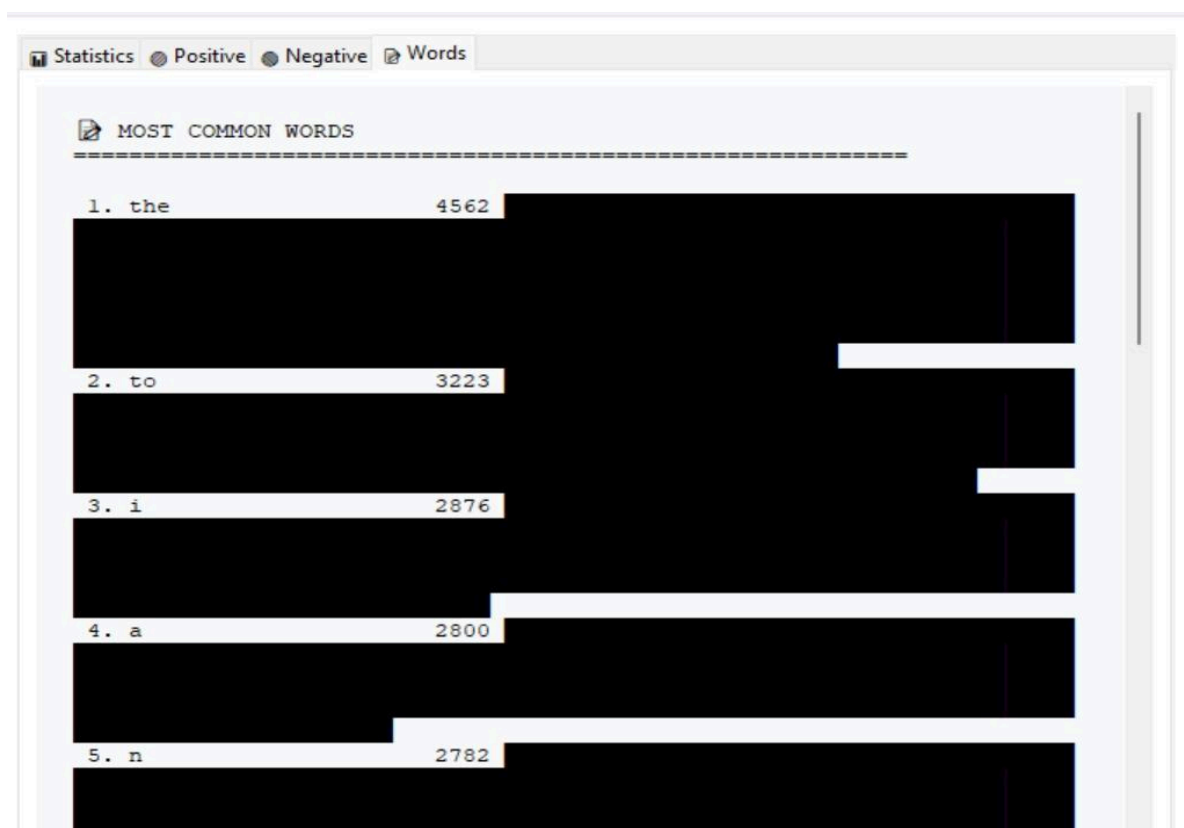 Statistics Positive Negative Words
MOST COMMON WORDS
============================================================
1. the 4562
2. to 3223
3. i 2876
4. a 2800
5. n 2782